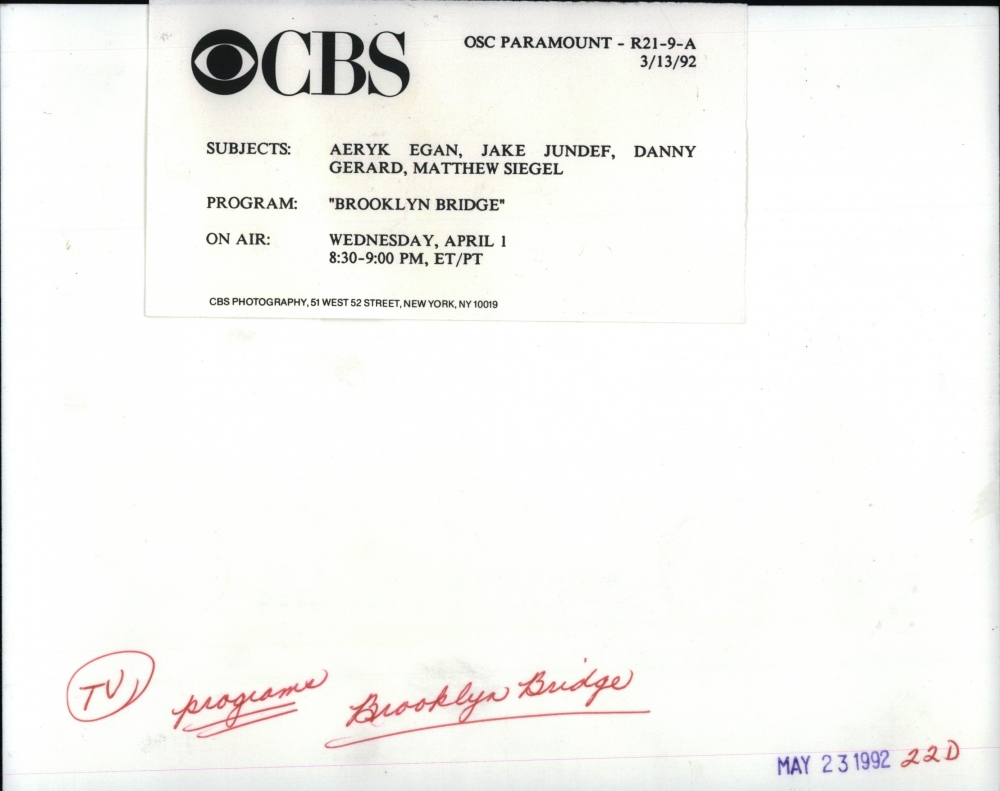 CBS
OSC PARAMOUNT - R21-9-A
3/13/92
SUBJECTS: AERYK EGAN, JAKE JUNDEF, DANNY
GERARD, MATTHEW SIEGEL
PROGRAM: "BROOKLYN BRIDGE"
ON AIR: WEDNESDAY, APRIL 1
8:30-9:00 PM, ET/PT
CBS PHOTOGRAPHY, 51 WEST 52 STREET, NEW YORK, NY 10019
TV programs Brooklyn Bridge
MAY 23 1992 22D